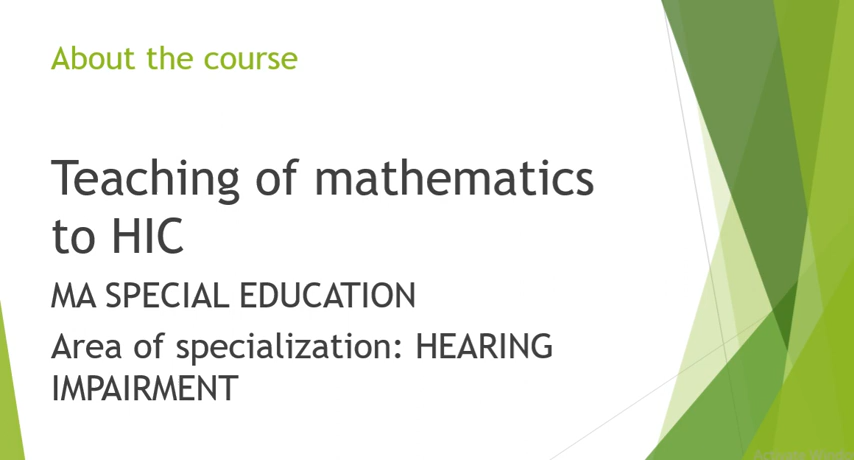 About the course
Teaching of mathematics
to HIC
MA SPECIAL EDUCATION
Area of specialization: HEARING
IMPAIRMENT